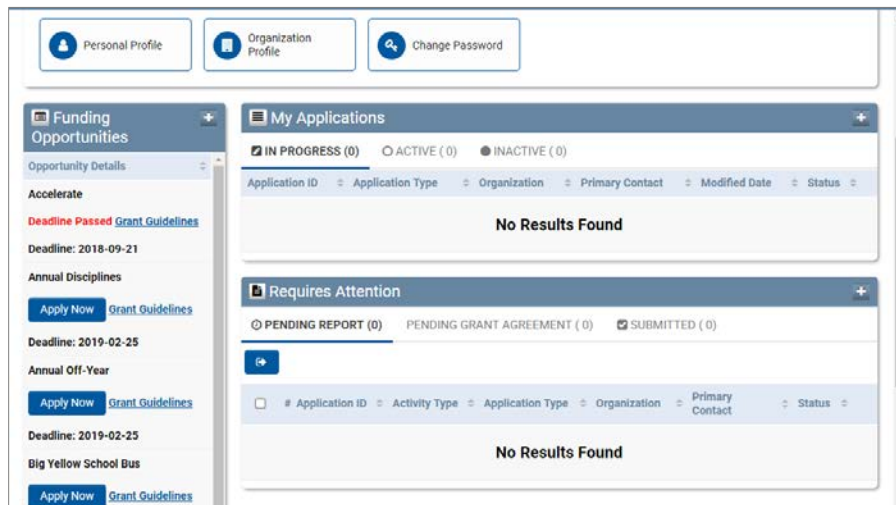 Personal Profile
Organization
Profile
Change Password
Funding
Opportunities
Opportunity Details
Accelerate
Deadline Passed Grant Guidelines
Deadline: 2018-09-21
Annual Disciplines
Apply Now Grant Guidelines
Deadline: 2019-02-25
Annual Off-Year
Apply Now Grant Guidelines
Deadline: 2019-02-25
Big Yellow School Bus
Apply Now Grant Guidelines
My Applications
IN PROGRESS (0) ACTIVE ( 0) INACTIVE ( 0)
Application ID Application Type Organization Primary Contact Modified Date Status
No Results Found
Requires Attention
PENDING REPORT (0) PENDING GRANT AGREEMENT ( 0) SUBMITTED ( 0)
# Application ID Activity Type Application Type Organization Primary Contact Status
No Results Found